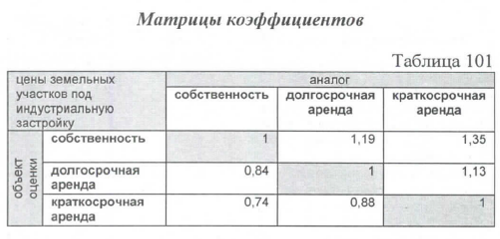 Матрицы коэффициентов
Таблица 101
цены земельных участков под индустриальную застройку
аналог
собственность
долгосрочная аренда
краткосрочная аренда
объект оценки
собственность 1 1,19 1,35
долгосрочная аренда 0,84 1 1,13
краткосрочная аренда 0,74 0,88 1